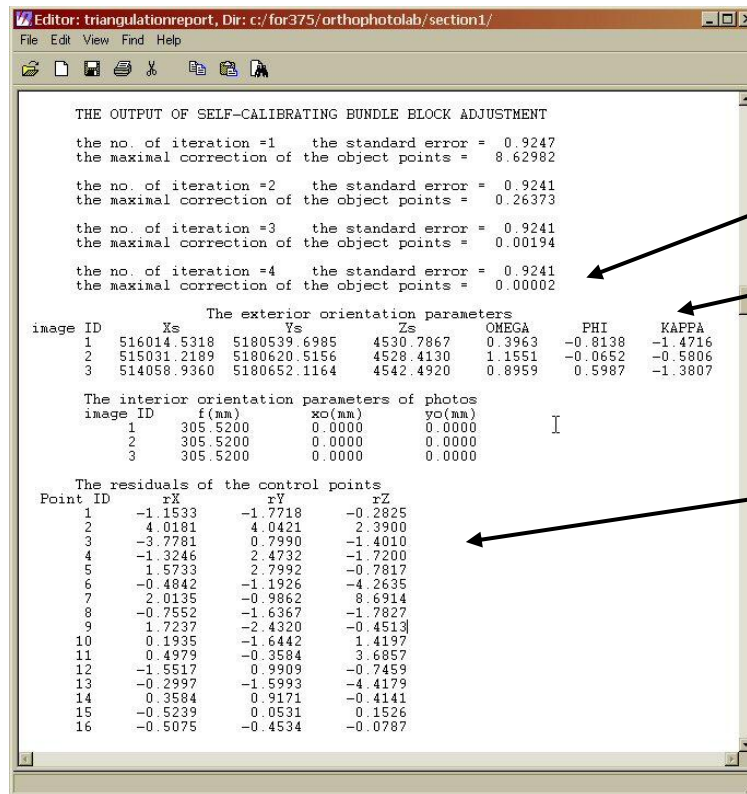 Editor: triangulationreport, Dir: c:/for375/orthophotolab/section1/
File Edit View Find Help
THE OUTPUT OF SELF-CALIBRATING BUNDLE BLOCK ADJUSTMENT
the no. of iteration =1 the standard error = 0.9247
the maximal correction of the object points = 8.62982
the no. of iteration =2 the standard error = 0.9241
the maximal correction of the object points = 0.26373
the no. of iteration =3 the standard error = 0.9241
the maximal correction of the object points = 0.00194
the no. of iteration =4 the standard error = 0.9241
the maximal correction of the object points = 0.00002
The exterior orientation parameters
image ID Xs Ys Zs OMEGA PHI KAPPA
1 516014.5318 5180539.6985 4530.7867 0.3963 -0.8138 -1.4716
2 515031.2189 5180620.5156 4528.4130 1.1551 -0.0652 -0.5806
3 514058.9360 5180652.1164 4542.4920 0.8959 0.5987 -1.3807
The interior orientation parameters of photos
image ID f(mm) xo(mm) yo(mm)
1 305.5200 0.0000 0.0000
2 305.5200 0.0000 0.0000
3 305.5200 0.0000 0.0000
The residuals of the control points
Point ID rX rY rZ
1 -1.1533 -1.7718 -0.2825
2 4.0181 4.0421 2.3900
3 -3.7781 0.7990 -1.4010
4 -1.3246 2.4732 -1.7200
5 1.5733 2.7992 -0.7817
6 -0.4842 -1.1926 -4.2635
7 2.0135 -0.9862 8.6914
8 -0.7552 -1.6367 -1.7827
9 1.7237 -2.4320 -0.4513
10 0.1935 -1.6442 1.4197
11 0.4979 -0.3584 3.6857
12 -1.5517 0.9909 -0.7459
13 -0.2997 -1.5993 -4.4179
14 0.3584 0.9171 -0.4141
15 -0.5239 0.0531 0.1526
16 -0.5075 -0.4534 -0.0787